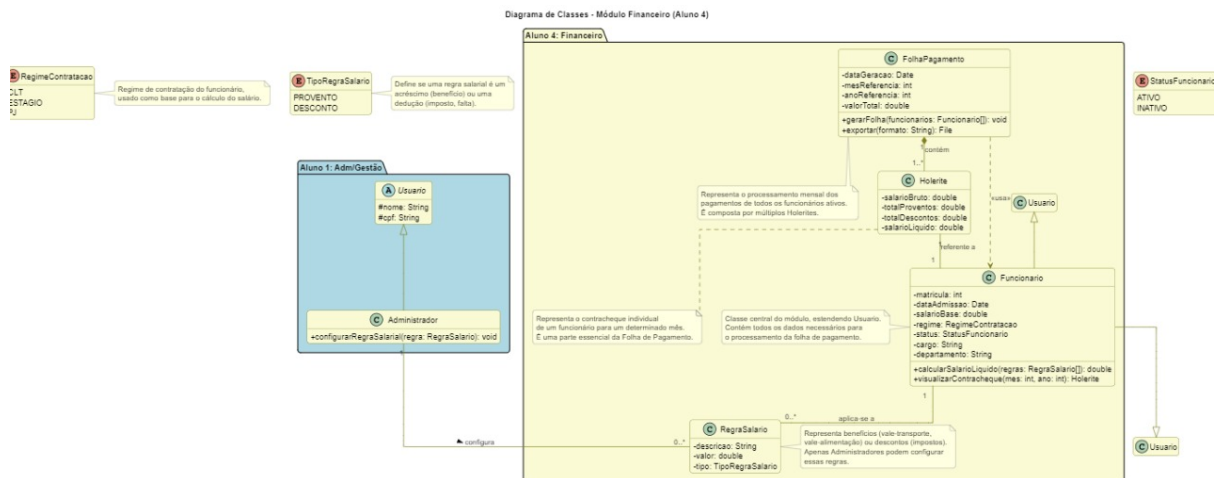 Diagrama de Classes - Módulo Financeiro (Aluno 4)
E RegimeContratacao
CLT
ESTAGIO
PJ
Regime de contratação do funcionário,
usado como base para o cálculo do salário.
E TipoRegraSalario
PROVENTO
DESCONTO
Define se uma regra salarial é um
acréscimo (benefício) ou uma
dedução (imposto, falta).
Aluno 4: Financeiro
C FolhaPagamento
-dataGeracao: Date
-mesReferencia: int
-anoReferencia: int
-valorTotal: double
+gerarFolha(funcionarios: Funcionario[]): void
+exportar(formato: String): File
E StatusFuncionario
ATIVO
INATIVO
1
contém
1..*
Aluno 1: Adm/Gestão
A Usuario
#nome: String
#cpf: String
C Administrador
+configurarRegraSalarial(regra: RegraSalario): void
Representa o processamento mensal dos
pagamentos de todos os funcionários ativos.
É composta por múltiplos Holerites.
C Holerite
-salarioBruto: double
-totalProventos: double
-totalDescontos: double
-salarioLiquido: double
«usa»
C Usuario
referente a
1
Representa o contracheque individual
de um funcionário para um determinado mês.
É uma parte essencial da Folha de Pagamento.
Classe central do módulo, estendendo Usuario.
Contém todos os dados necessários para
o processamento da folha de pagamento.
C Funcionario
-matricula: int
-dataAdmissao: Date
-salarioBase: double
-regime: RegimeContratacao
-status: StatusFuncionario
-cargo: String
-departamento: String
+calcularSalarioLiquido(regras: RegraSalario[]): double
+visualizarContracheque(mes: int, ano: int): Holerite
1
1
0..*
aplica-se a
configura
0..*
C RegraSalario
-descricao: String
-valor: double
-tipo: TipoRegraSalario
Representa benefícios (vale-transporte,
vale-alimentação) ou descontos (impostos).
Apenas Administradores podem configurar
essas regras.
C Usuario